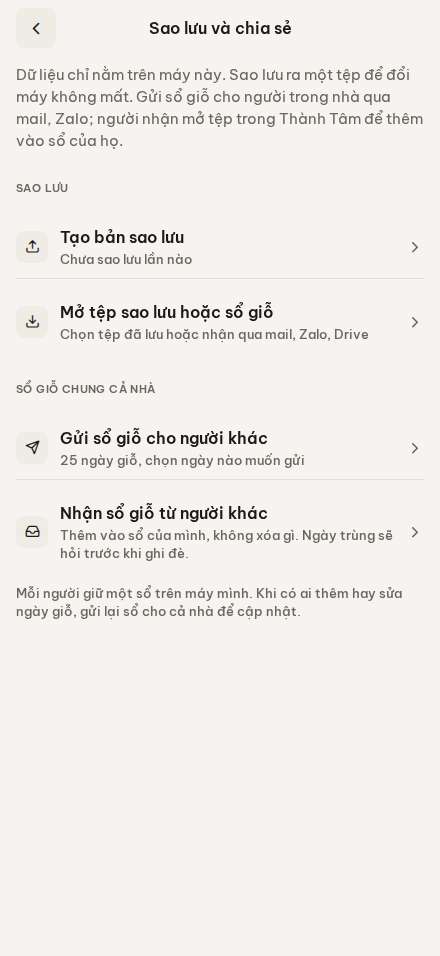 Sao lưu và chia sẻ
Dữ liệu chỉ nằm trên máy này. Sao lưu ra một tệp để đổi
máy không mất. Gửi sổ giỗ cho người trong nhà qua
mail, Zalo; người nhận mở tệp trong Thành Tâm để thêm
vào sổ của họ.
SAO LƯU
Tạo bản sao lưu
Chưa sao lưu lần nào
Mở tệp sao lưu hoặc sổ giỗ
Chọn tệp đã lưu hoặc nhận qua mail, Zalo, Drive
SỔ GIỖ CHUNG CẢ NHÀ
Gửi sổ giỗ cho người khác
25 ngày giỗ, chọn ngày nào muốn gửi
Nhận sổ giỗ từ người khác
Thêm vào sổ của mình, không xóa gì. Ngày trùng sẽ
hỏi trước khi ghi đè.
Mỗi người giữ một sổ trên máy mình. Khi có ai thêm hay sửa
ngày giỗ, gửi lại sổ cho cả nhà để cập nhật.